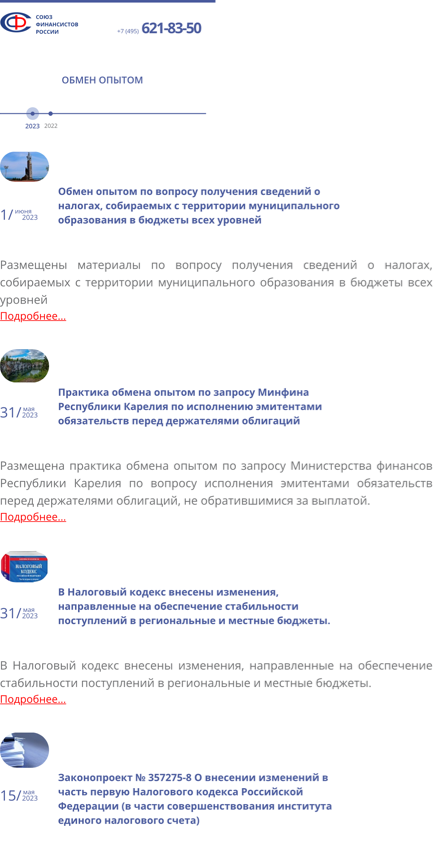 СОЮЗ
ФИНАНСИСТОВ
РОССИИ
+7 (495) 621-83-50
ОБМЕН ОПЫТОМ
2023 2022
Обмен опытом по вопросу получения сведений о
налогах, собираемых с территории муниципального
образования в бюджеты всех уровней
1/ июня
2023
Размещены материалы по вопросу получения сведений о налогах,
собираемых с территории муниципального образования в бюджеты всех
уровней
Подробнее...
Практика обмена опытом по запросу Минфина
Республики Карелия по исполнению эмитентами
обязательств перед держателями облигаций
31/ мая
2023
Размещена практика обмена опытом по запросу Министерства финансов
Республики Карелия по вопросу исполнения эмитентами обязательств
перед держателями облигаций, не обратившимися за выплатой.
Подробнее...
НАЛОГОВЫЙ
КОДЕКС
В Налоговый кодекс внесены изменения,
направленные на обеспечение стабильности
поступлений в региональные и местные бюджеты.
31/ мая
2023
В Налоговый кодекс внесены изменения, направленные на обеспечение
стабильности поступлений в региональные и местные бюджеты.
Подробнее...
Законопроект № 357275-8 О внесении изменений в
часть первую Налогового кодекса Российской
Федерации (в части совершенствования института
единого налогового счета)
15/ мая
2023